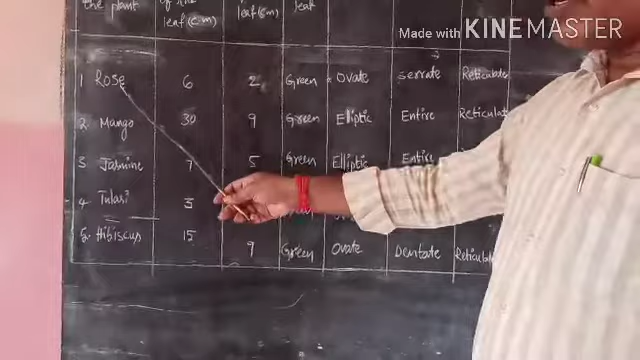 Made with KINEMASTER
the plant of the leaf (cm) leaf (cm) leaf
1 Rose 6 2 Green Ovate Serrate Reticulate
2. Mango 30 9 Green Elliptic Entire Reticulat
3 Jasmine 7 5 Green Elliptic Entire
4. Tulasi 3
5. Hibiscus 15 9 Green Ovate Dentate Reticulat